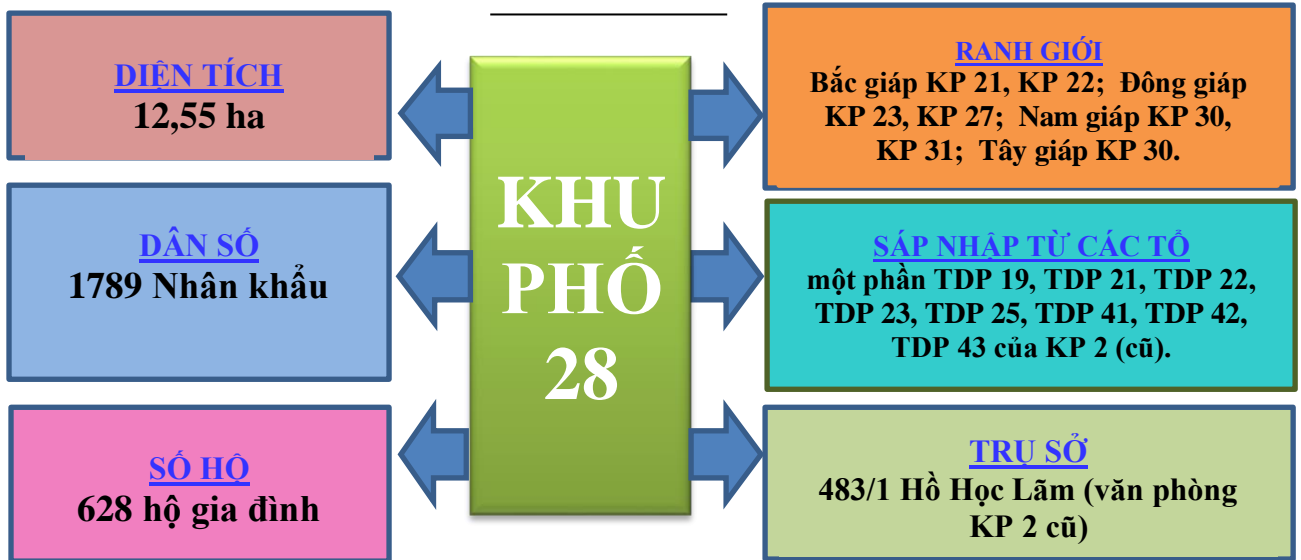 DIỆN TÍCH
12,55 ha
DÂN SỐ
1789 Nhân khẩu
SỐ HỘ
628 hộ gia đình
KHU
PHỐ
28
RANH GIỚI
Bắc giáp KP 21, KP 22; Đông giáp
KP 23, KP 27; Nam giáp KP 30,
KP 31; Tây giáp KP 30.
SÁP NHẬP TỪ CÁC TỔ
một phần TDP 19, TDP 21, TDP 22,
TDP 23, TDP 25, TDP 41, TDP 42,
TDP 43 của KP 2 (cũ).
TRỤ SỞ
483/1 Hồ Học Lãm (văn phòng
KP 2 cũ)